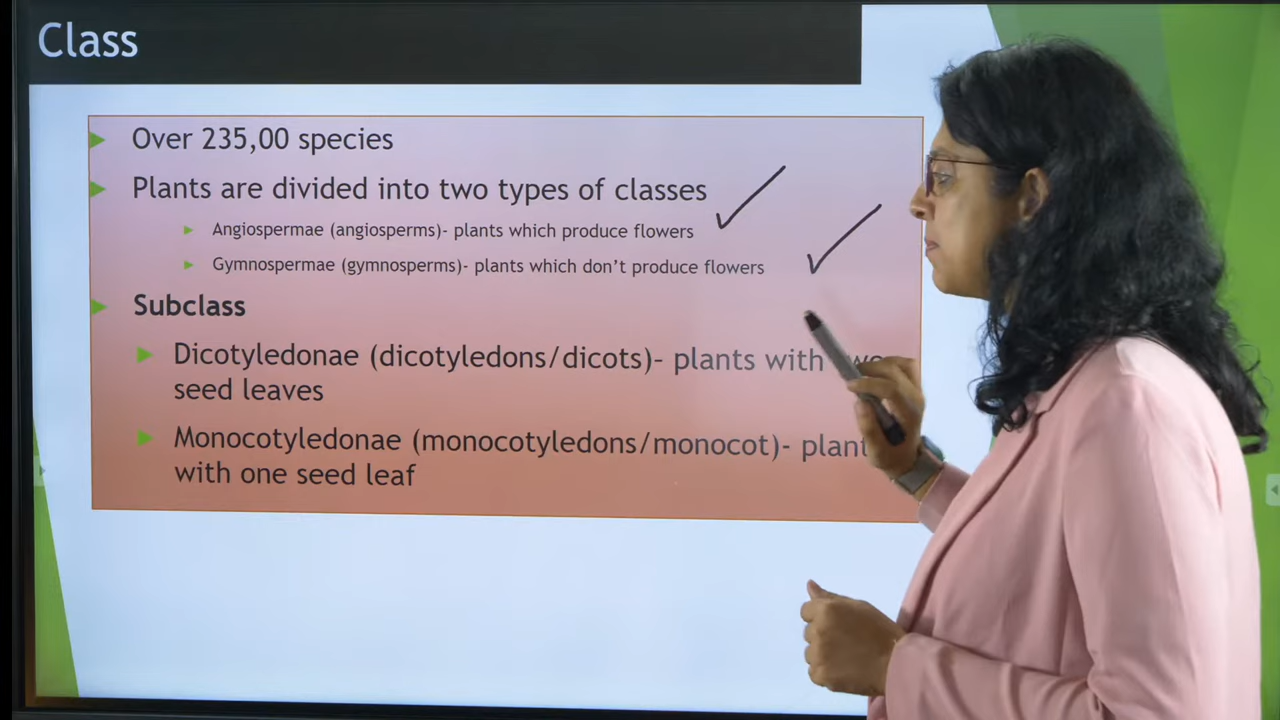 Class
Over 235,00 species
Plants are divided into two types of classes
Angiospermae (angiosperms)- plants which produce flowers
Gymnospermae (gymnosperms)- plants which don't produce flowers
Subclass
Dicotyledonae (dicotyledons/dicots)- plants with
seed leaves
Monocotyledonae (monocotyledons/monocot)- plant
with one seed leaf